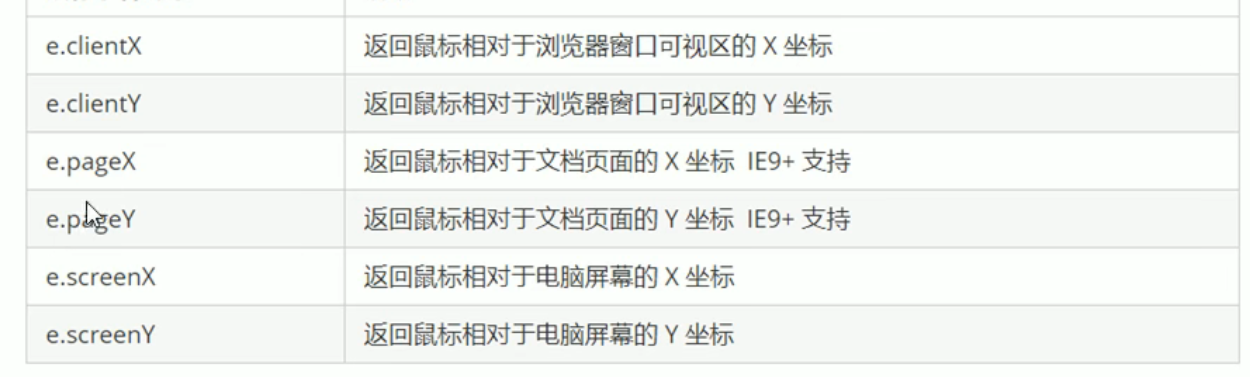 e.clientX 返回鼠标相对于浏览器窗口可视区的 X 坐标
e.clientY 返回鼠标相对于浏览器窗口可视区的 Y 坐标
e.pageX 返回鼠标相对于文档页面的 X 坐标 IE9+ 支持
e.pageY 返回鼠标相对于文档页面的 Y 坐标 IE9+ 支持
e.screenX 返回鼠标相对于电脑屏幕的 X 坐标
e.screenY 返回鼠标相对于电脑屏幕的 Y 坐标